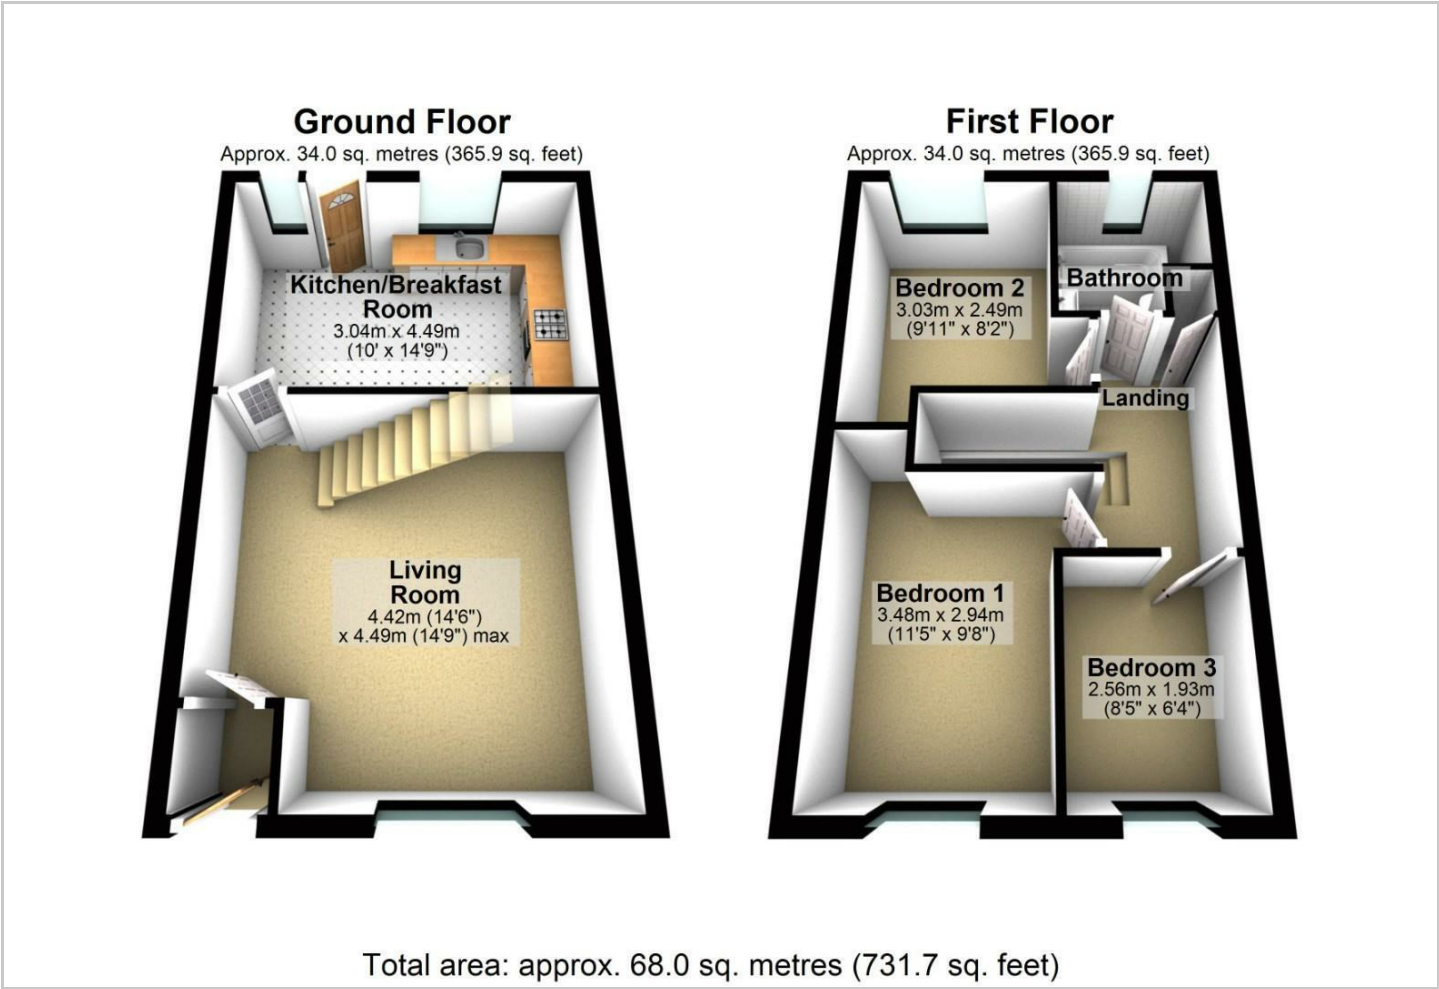 Ground Floor
Approx. 34.0 sq. metres (365.9 sq. feet)
Kitchen/Breakfast
Room
3.04m x 4.49m
(10' x 14'9")
Living
Room
4.42m (14'6")
x 4.49m (14'9") max
First Floor
Approx. 34.0 sq. metres (365.9 sq. feet)
Bedroom 2
3.03m x 2.49m
(9'11" x 8'2")
Bathroom
Landing
Bedroom 1
3.48m x 2.94m
(11'5" x 9'8")
Bedroom 3
2.56m x 1.93m
(8'5" x 6'4")
Total area: approx. 68.0 sq. metres (731.7 sq. feet)